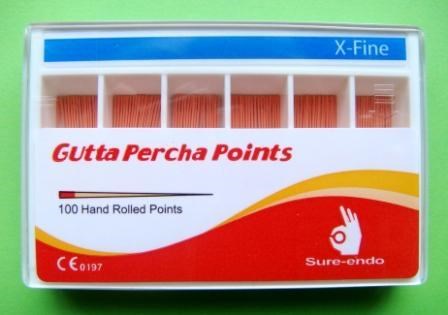 X-Fine
Gutta Percha Points
100 Hand Rolled Points
CE 0197
Sure-endo